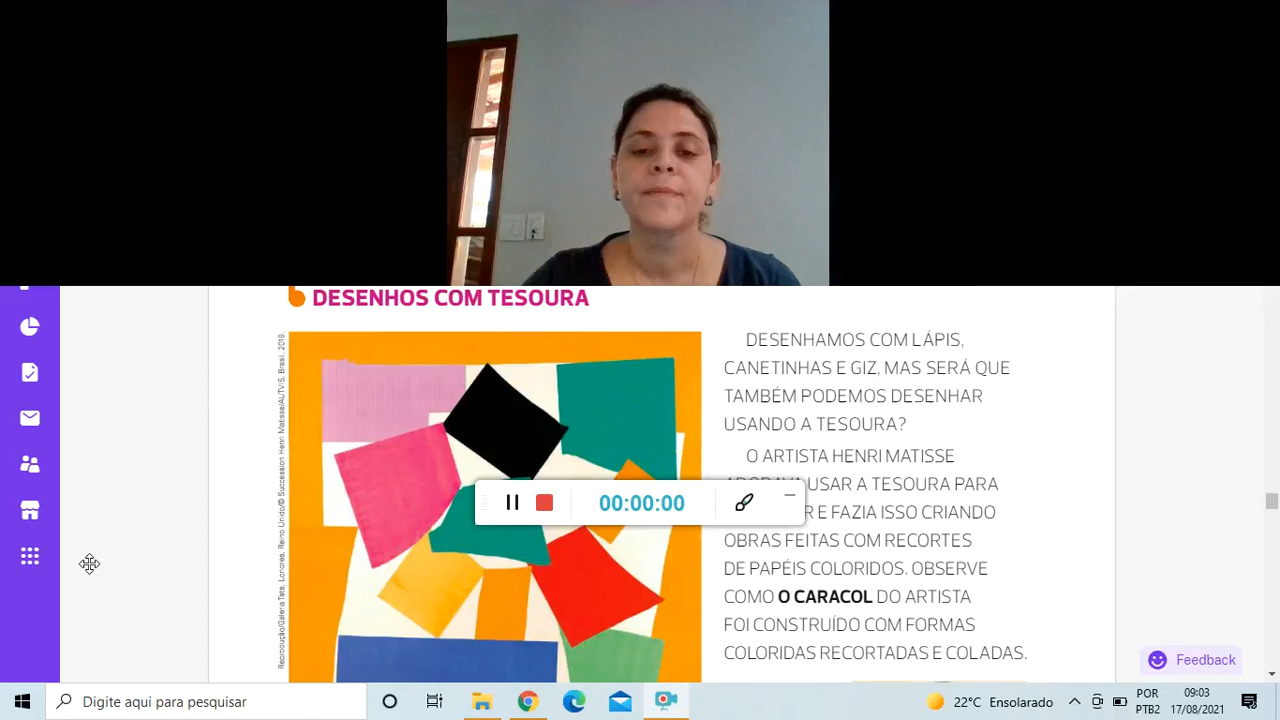 DESENHOS COM TESOURA
Reprodução/Galeria Tate, Londres, Reino Unido/© Succession Henri Matisse/AUTVIS, Brasil, 2019.
DESENHAMOS COM LÁPIS,
CANETINHAS E GIZ, MAS SERÁ QUE
TAMBÉM PODEMOS DESENHAR
USANDO A TESOURA?
O ARTISTA HENRI MATISSE
USAR A TESOURA PARA
E FAZIA ISSO CRIANDO
OBRAS FEITAS COM RECORTES
DE PAPÉIS COLORIDOS. OBSERVE
COMO O CARACOL DO ARTISTA
FOI CONSTRUÍDO COM FORMAS
COLORIDAS RECORTADAS E COLADAS.
00:00:00
Feedback
Digite aqui para pesquisar
22°C Ensolarado
POR
PTB2
09:03
17/08/2021